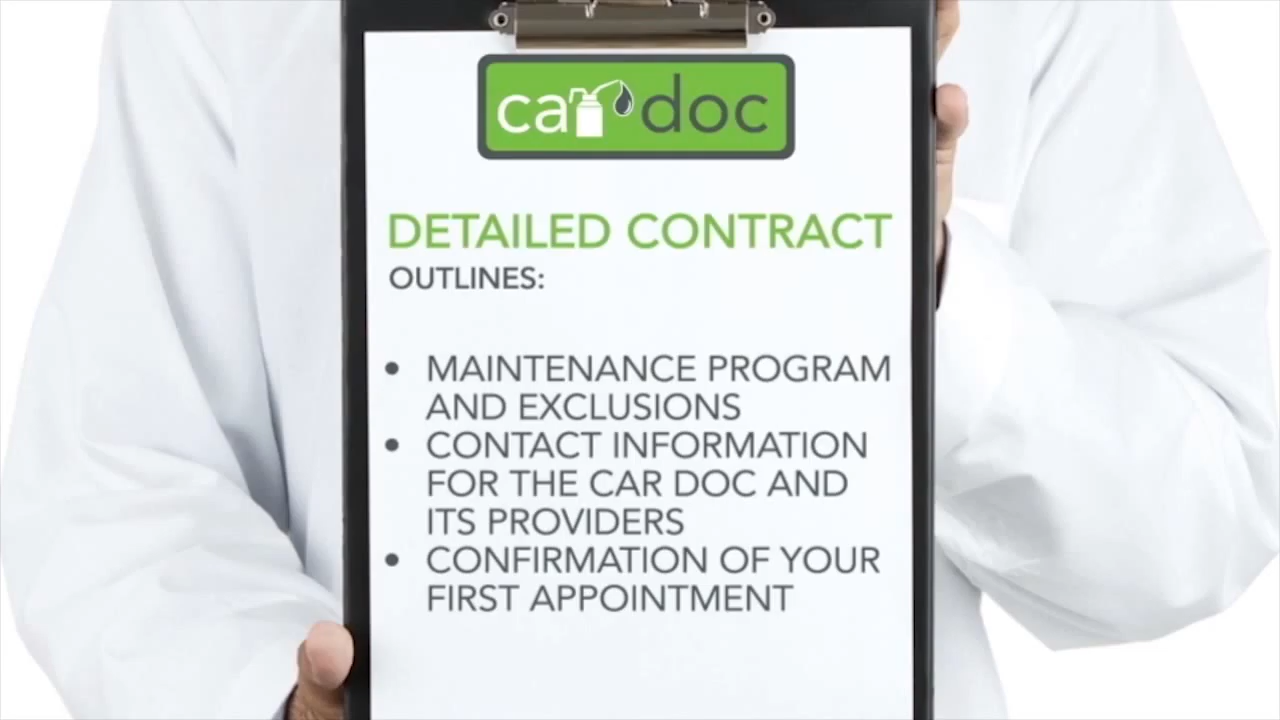 car doc
DETAILED CONTRACT
OUTLINES:
• MAINTENANCE PROGRAM
AND EXCLUSIONS
• CONTACT INFORMATION
FOR THE CAR DOC AND
ITS PROVIDERS
• CONFIRMATION OF YOUR
FIRST APPOINTMENT